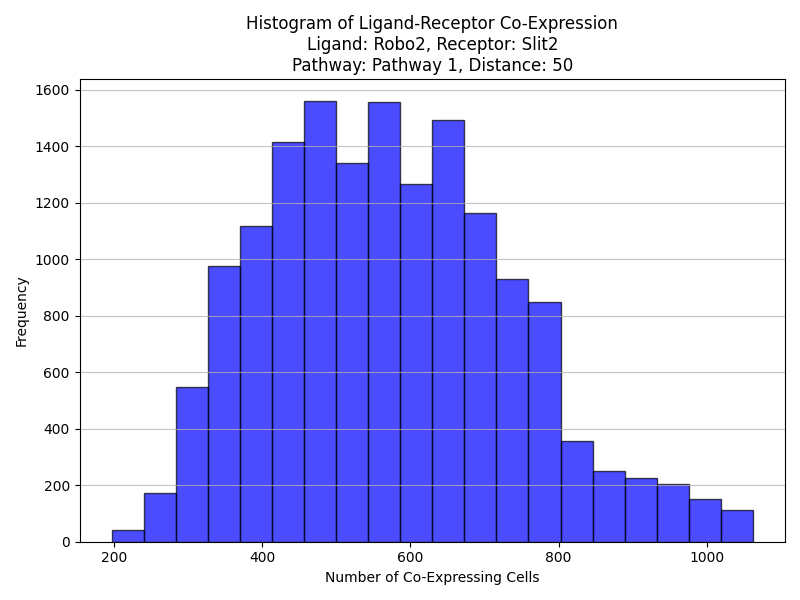 Histogram of Ligand-Receptor Co-Expression
Ligand: Robo2, Receptor: Slit2
Pathway: Pathway 1, Distance: 50
1600
1400
1200
1000
800
600
400
200
0
Frequency
200 400 600 800 1000
Number of Co-Expressing Cells